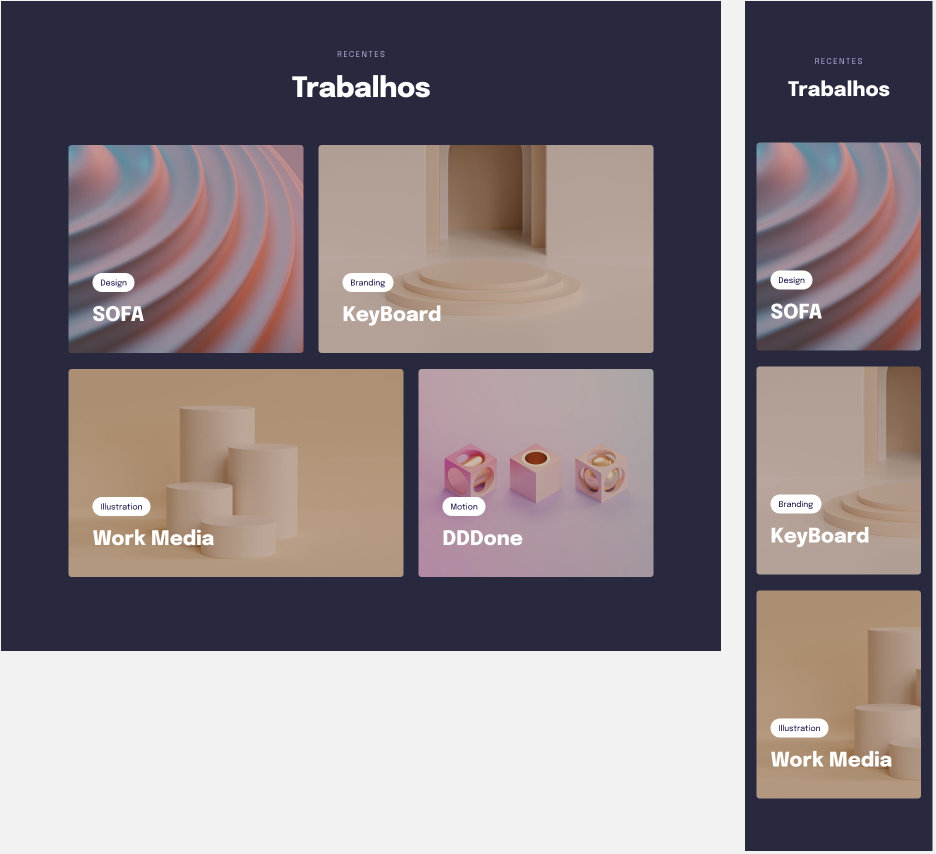 RECENTES
Trabalhos
Design
SOFA
Branding
KeyBoard
Illustration
Work Media
Motion
DDDone
RECENTES
Trabalhos
Design
SOFA
Branding
KeyBoard
Illustration
Work Media